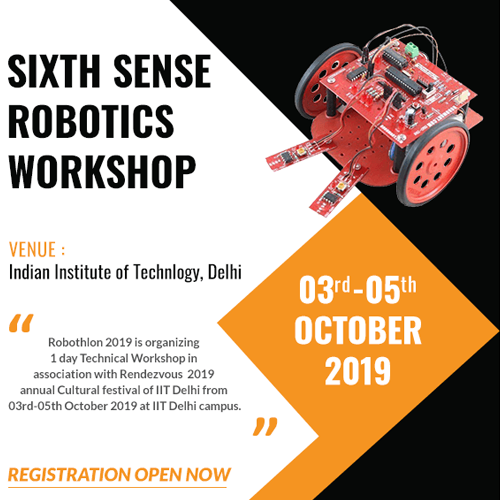 SIXTH SENSE
ROBOTICS
WORKSHOP
VENUE :
Indian Institute of Technlogy, Delhi
03rd-05th
OCTOBER
2019
“
Robothlon 2019 is organizing
1 day Technical Workshop in
association with Rendezvous 2019
annual Cultural festival of IIT Delhi from
03rd-05th October 2019 at IIT Delhi campus.
”
REGISTRATION OPEN NOW